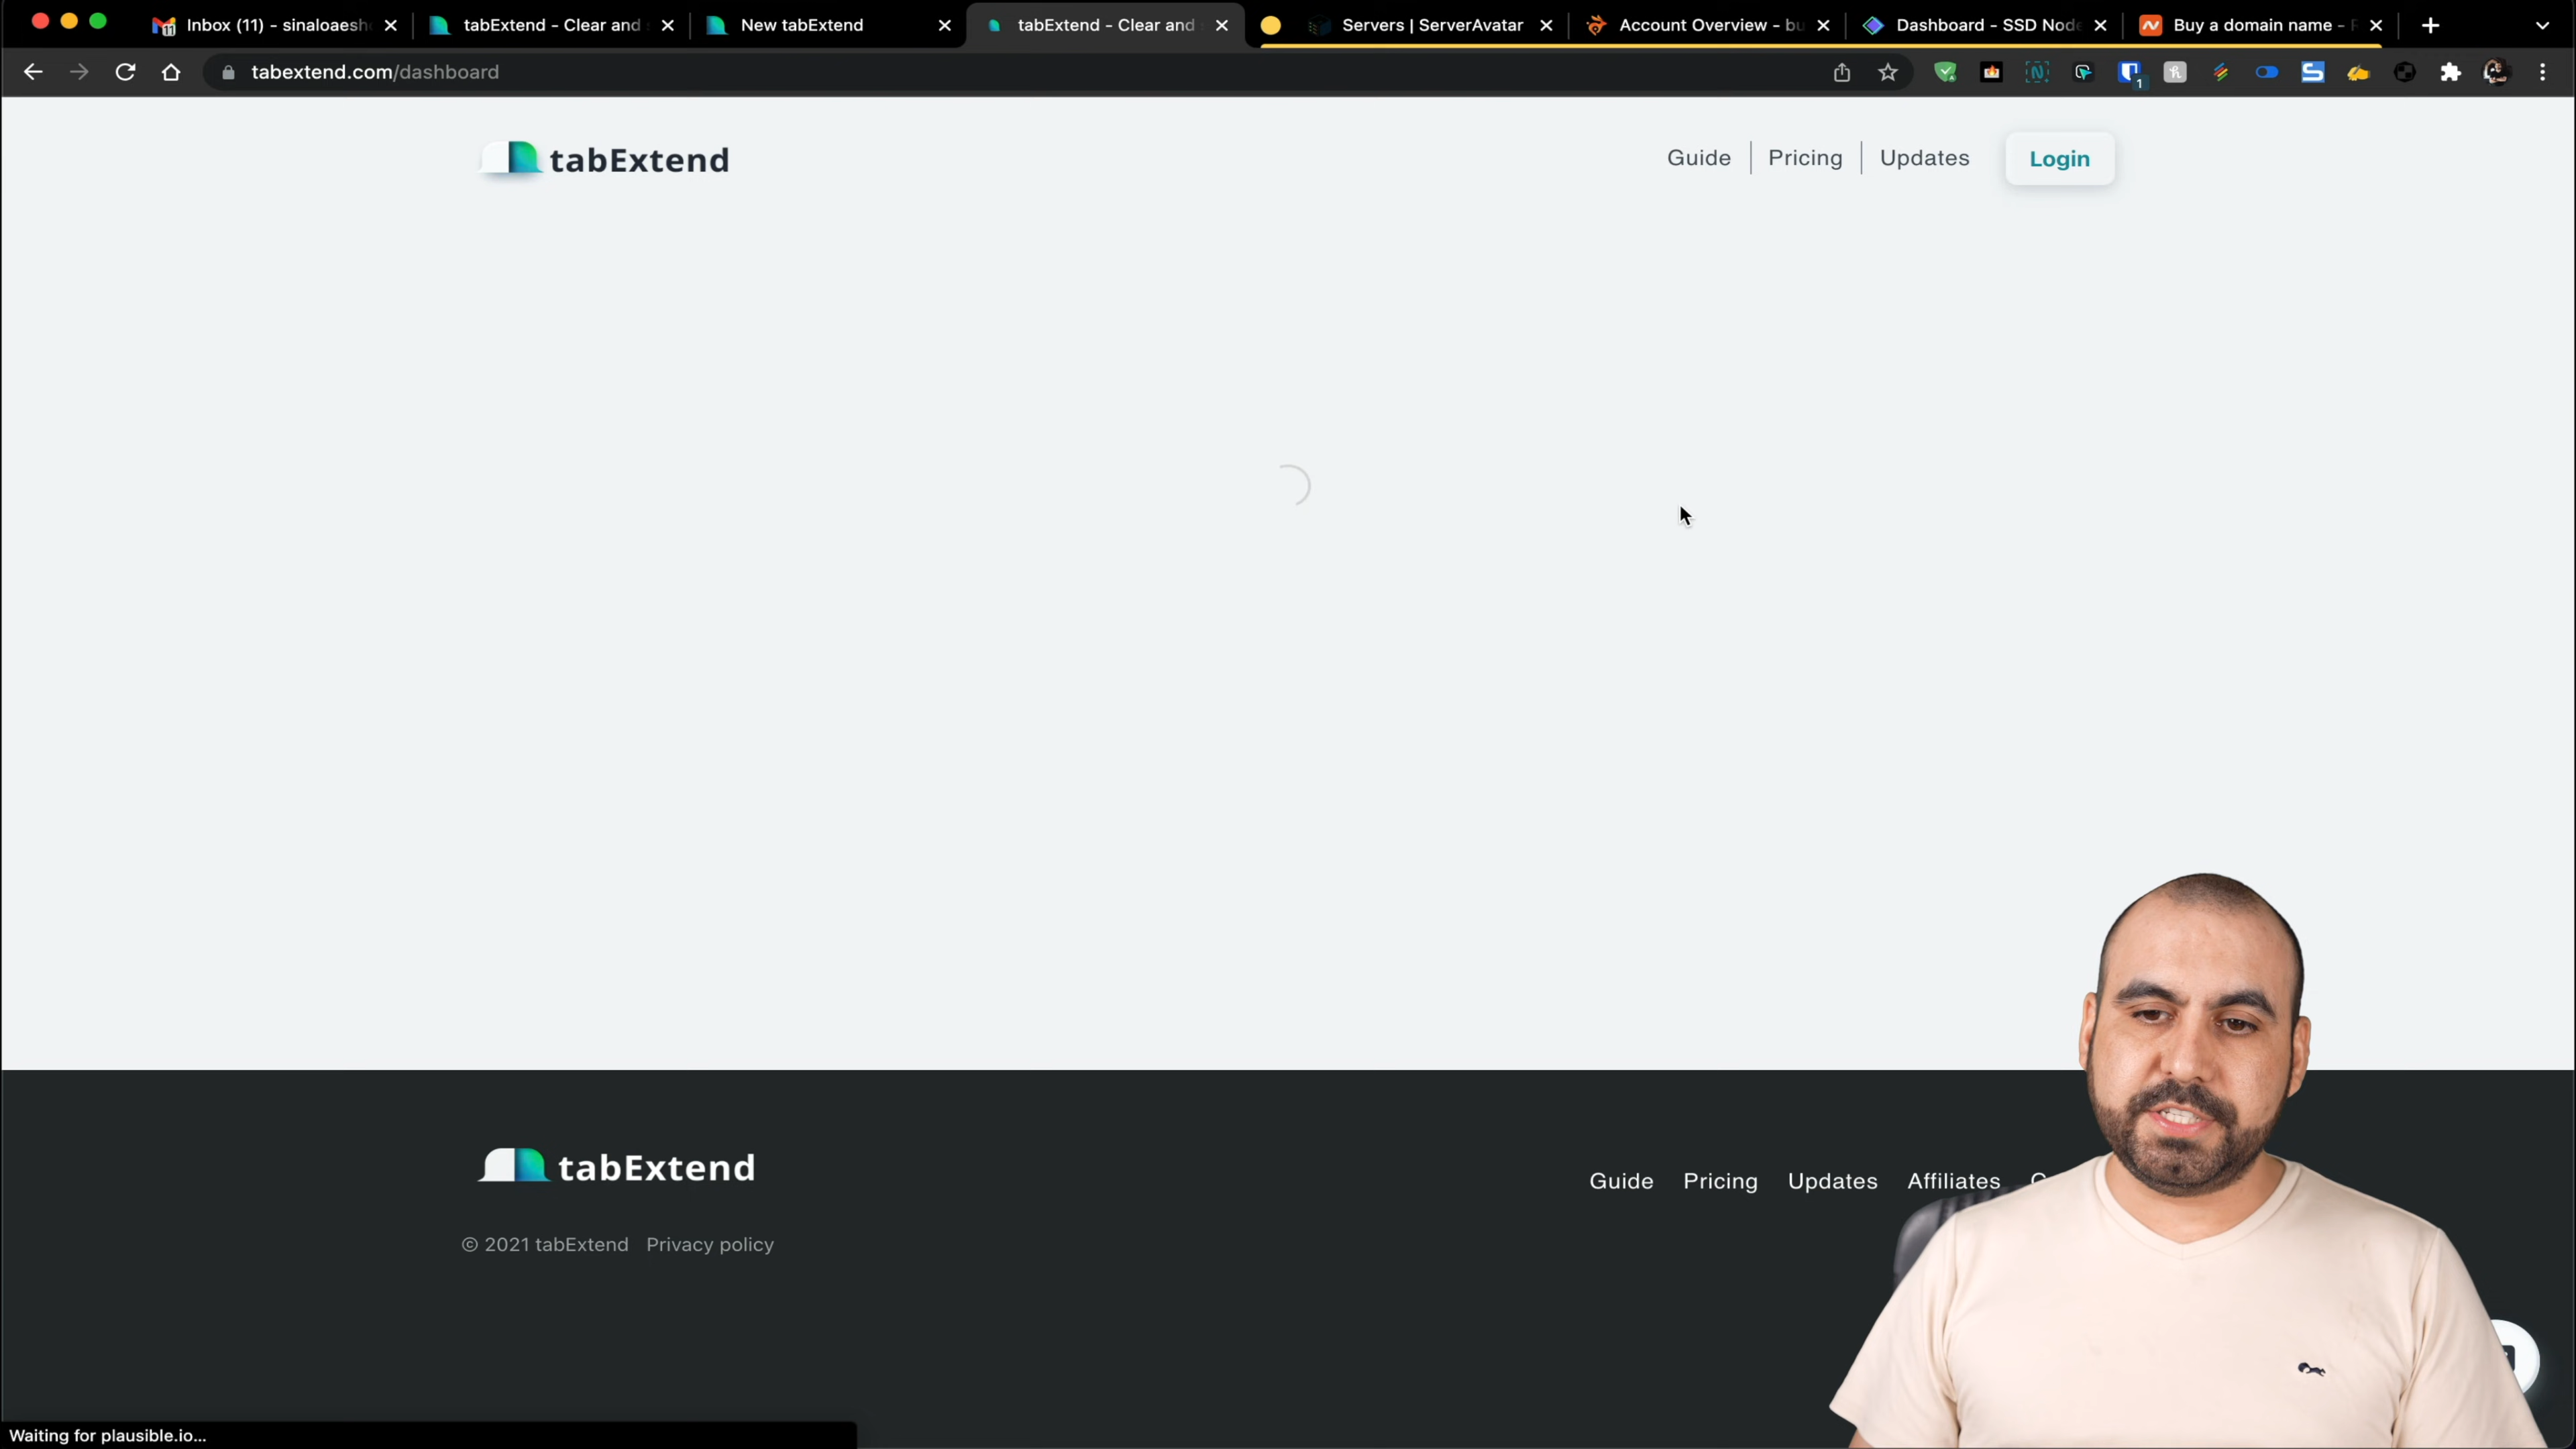 Inbox (11) - sinaloaesh
tabExtend - Clear and
New tabExtend
tabExtend - Clear and
Servers | ServerAvatar
Account Overview - bu
Dashboard - SSD Node
Buy a domain name -
tabextend.com/dashboard
1
tabExtend
Guide
Pricing
Updates
Login
tabExtend
Guide
Pricing
Updates
Affiliates
© 2021 tabExtend
Privacy policy
Waiting for plausible.io...